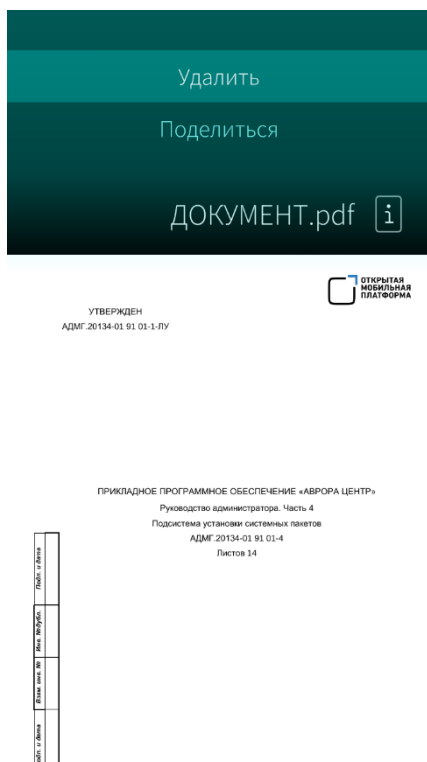 Удалить
Поделиться
ДОКУМЕНТ.pdf
ОТКРЫТАЯ
МОБИЛЬНАЯ
ПЛАТФОРМА
УТВЕРЖДЕН
АДМГ.20134-01 91 01-1-ЛУ
ПРИКЛАДНОЕ ПРОГРАММНОЕ ОБЕСПЕЧЕНИЕ «АВРОРА ЦЕНТР»
Руководство администратора. Часть 4
Подсистема установки системных пакетов
АДМГ.20134-01 91 01-4
Листов 14
Подп. и дата
Инв. №дубл.
Взам. инв. №
Подп. и дата